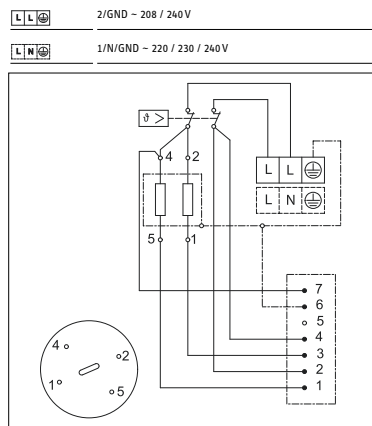 L L 2/GND ~ 208 / 240 V
L N 1/N/GND ~ 220 / 230 / 240 V
ϑ >
4 2
L L
L N
5 1
7
6
5
4
3
2
1
4 2
1 5